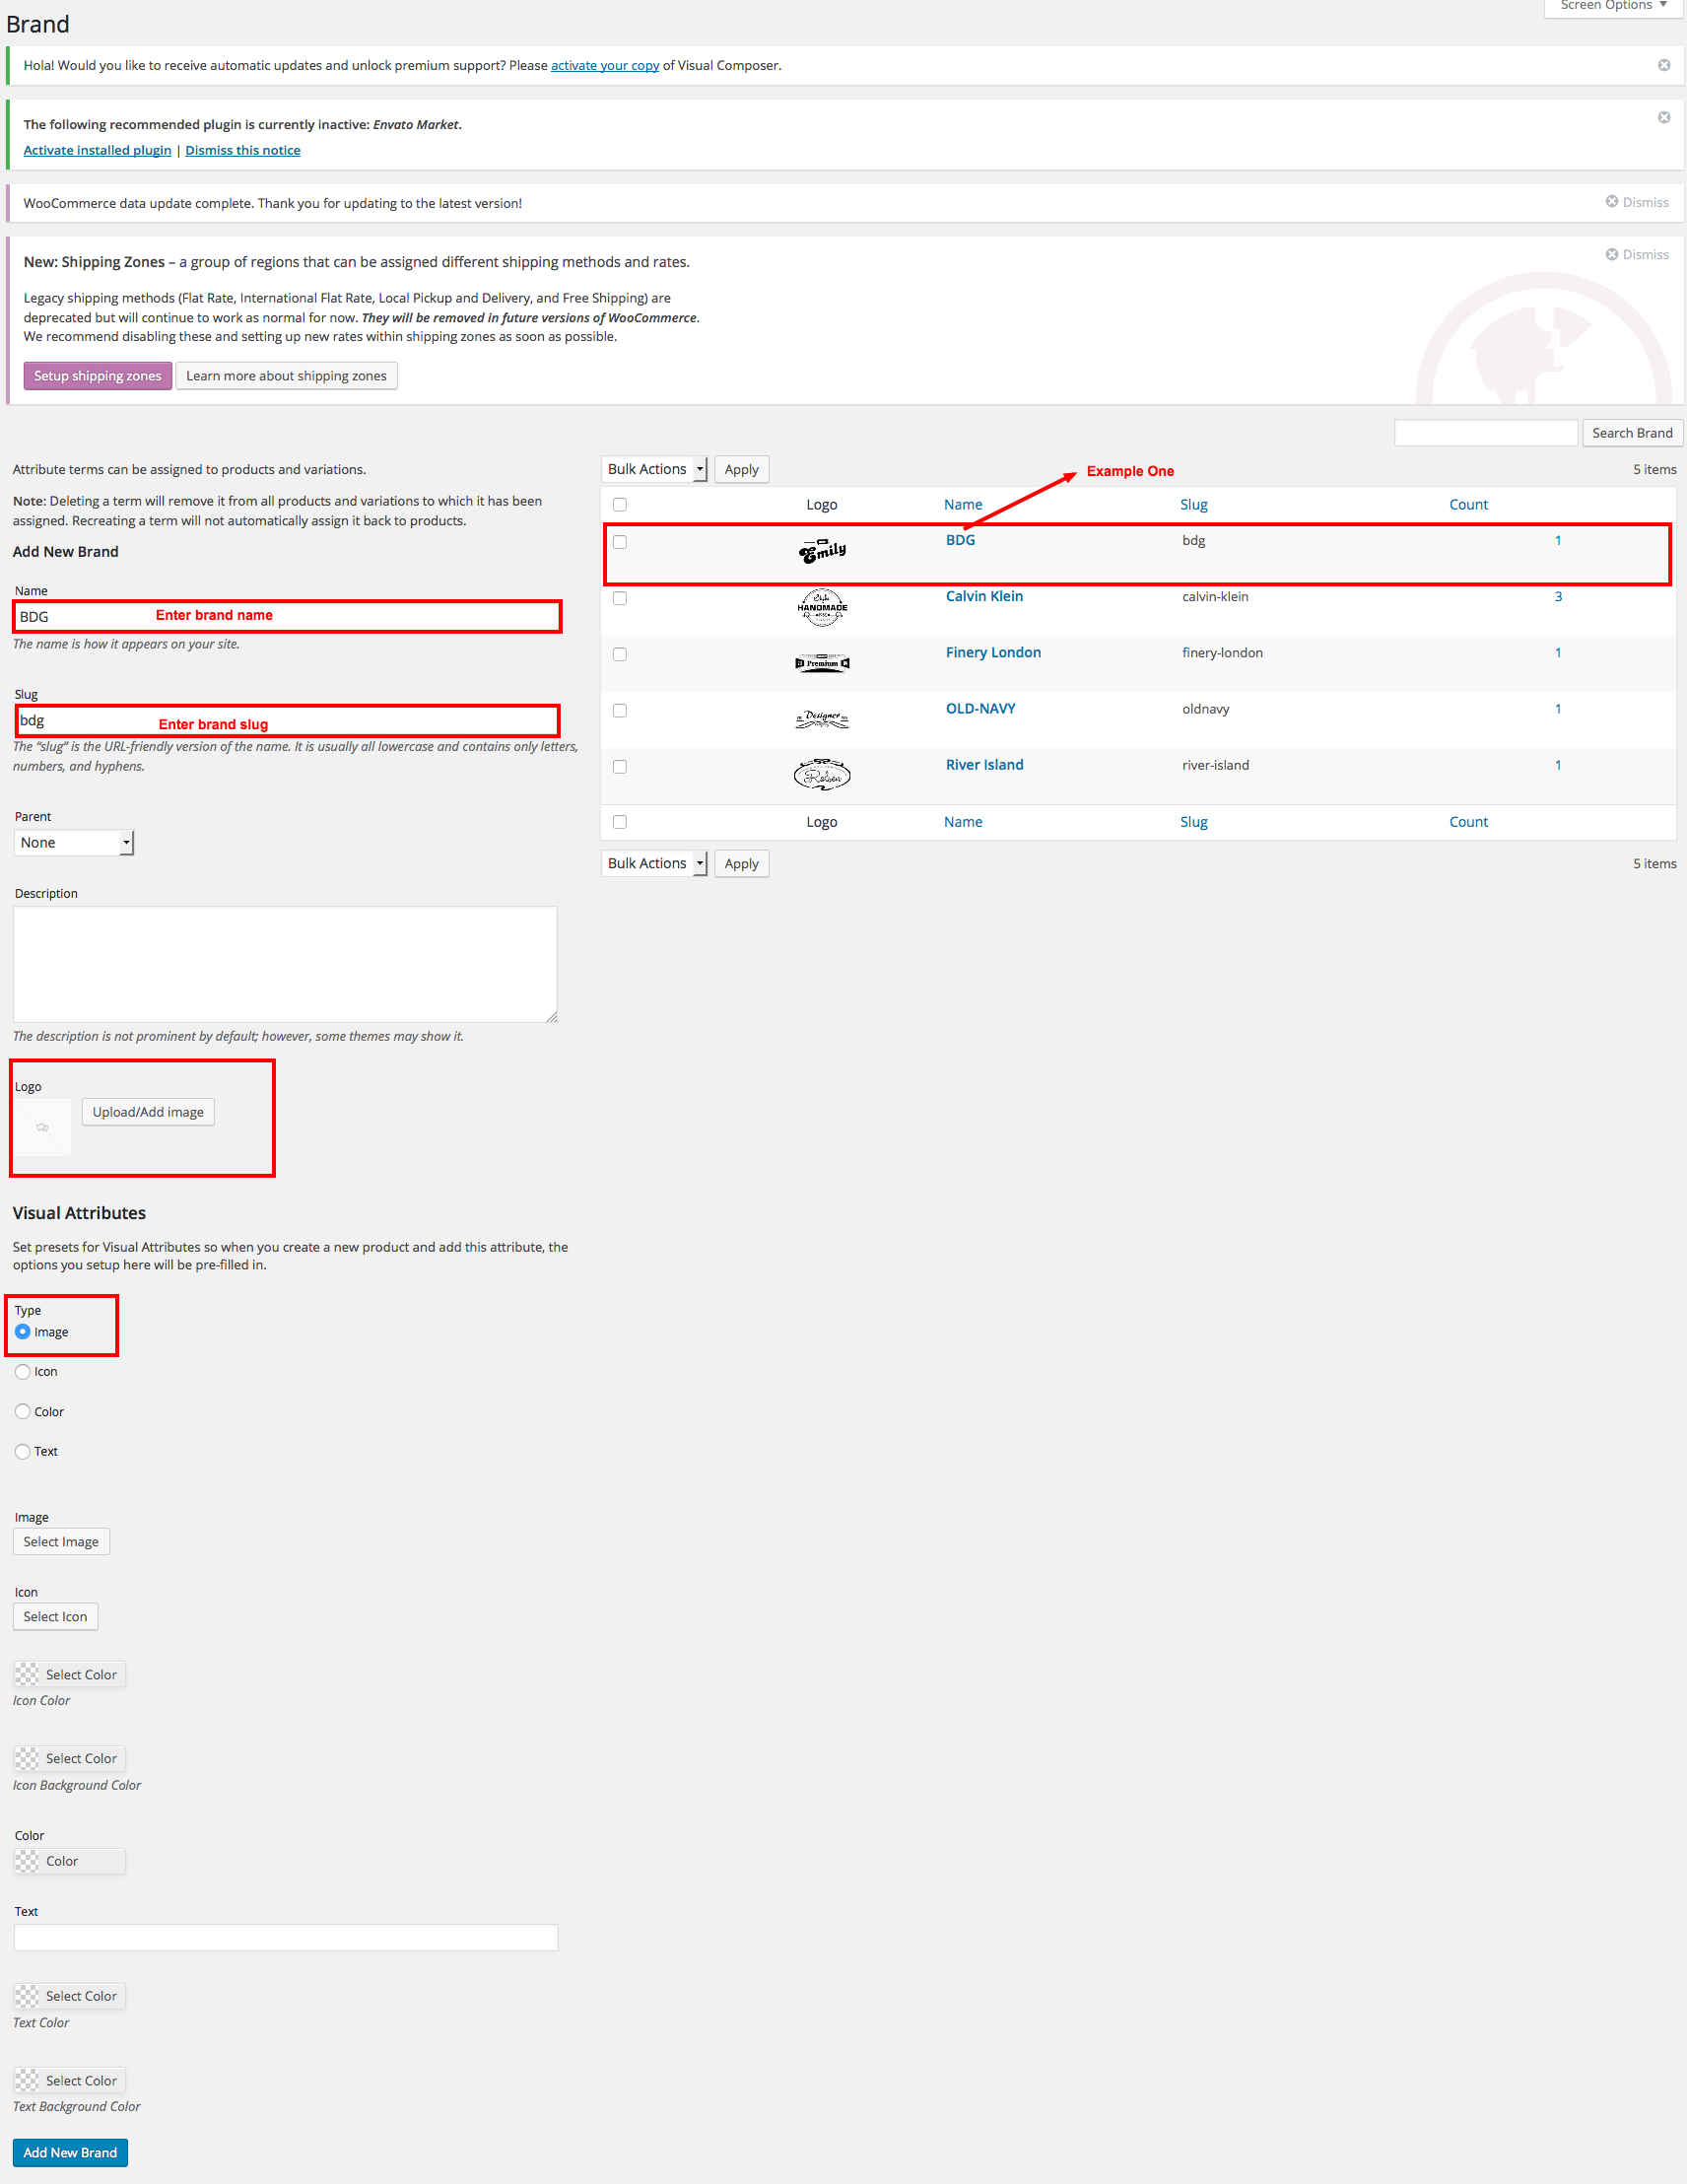 Screen Options
Brand
Hola! Would you like to receive automatic updates and unlock premium support? Please activate your copy of Visual Composer.
The following recommended plugin is currently inactive: Envato Market.
Activate installed plugin | Dismiss this notice
WooCommerce data update complete. Thank you for updating to the latest version!
Dismiss
New: Shipping Zones – a group of regions that can be assigned different shipping methods and rates.
Dismiss
Legacy shipping methods (Flat Rate, International Flat Rate, Local Pickup and Delivery, and Free Shipping) are
deprecated but will continue to work as normal for now. They will be removed in future versions of WooCommerce.
We recommend disabling these and setting up new rates within shipping zones as soon as possible.
Setup shipping zones Learn more about shipping zones
Search Brand
Attribute terms can be assigned to products and variations.
Note: Deleting a term will remove it from all products and variations to which it has been
assigned. Recreating a term will not automatically assign it back to products.
Add New Brand
Name
BDG Enter brand name
The name is how it appears on your site.
Slug
bdg Enter brand slug
The “slug” is the URL-friendly version of the name. It is usually all lowercase and contains only letters,
numbers, and hyphens.
Parent
None
Description
The description is not prominent by default; however, some themes may show it.
Logo
Upload/Add image
Visual Attributes
Set presets for Visual Attributes so when you create a new product and add this attribute, the
options you setup here will be pre-filled in.
Type
Image
Icon
Color
Text
Image
Select Image
Icon
Select Icon
Select Color
Icon Color
Select Color
Icon Background Color
Color
Color
Text
Select Color
Text Color
Select Color
Text Background Color
Add New Brand
Bulk Actions Apply
Example One
5 items
Logo Name Slug Count
Emily BDG bdg 1
Style
HANDMADE
Calvin Klein calvin-klein 3
Premium Finery London finery-london 1
Designer OLD-NAVY oldnavy 1
Rolson River Island river-island 1
Logo Name Slug Count
Bulk Actions Apply
5 items